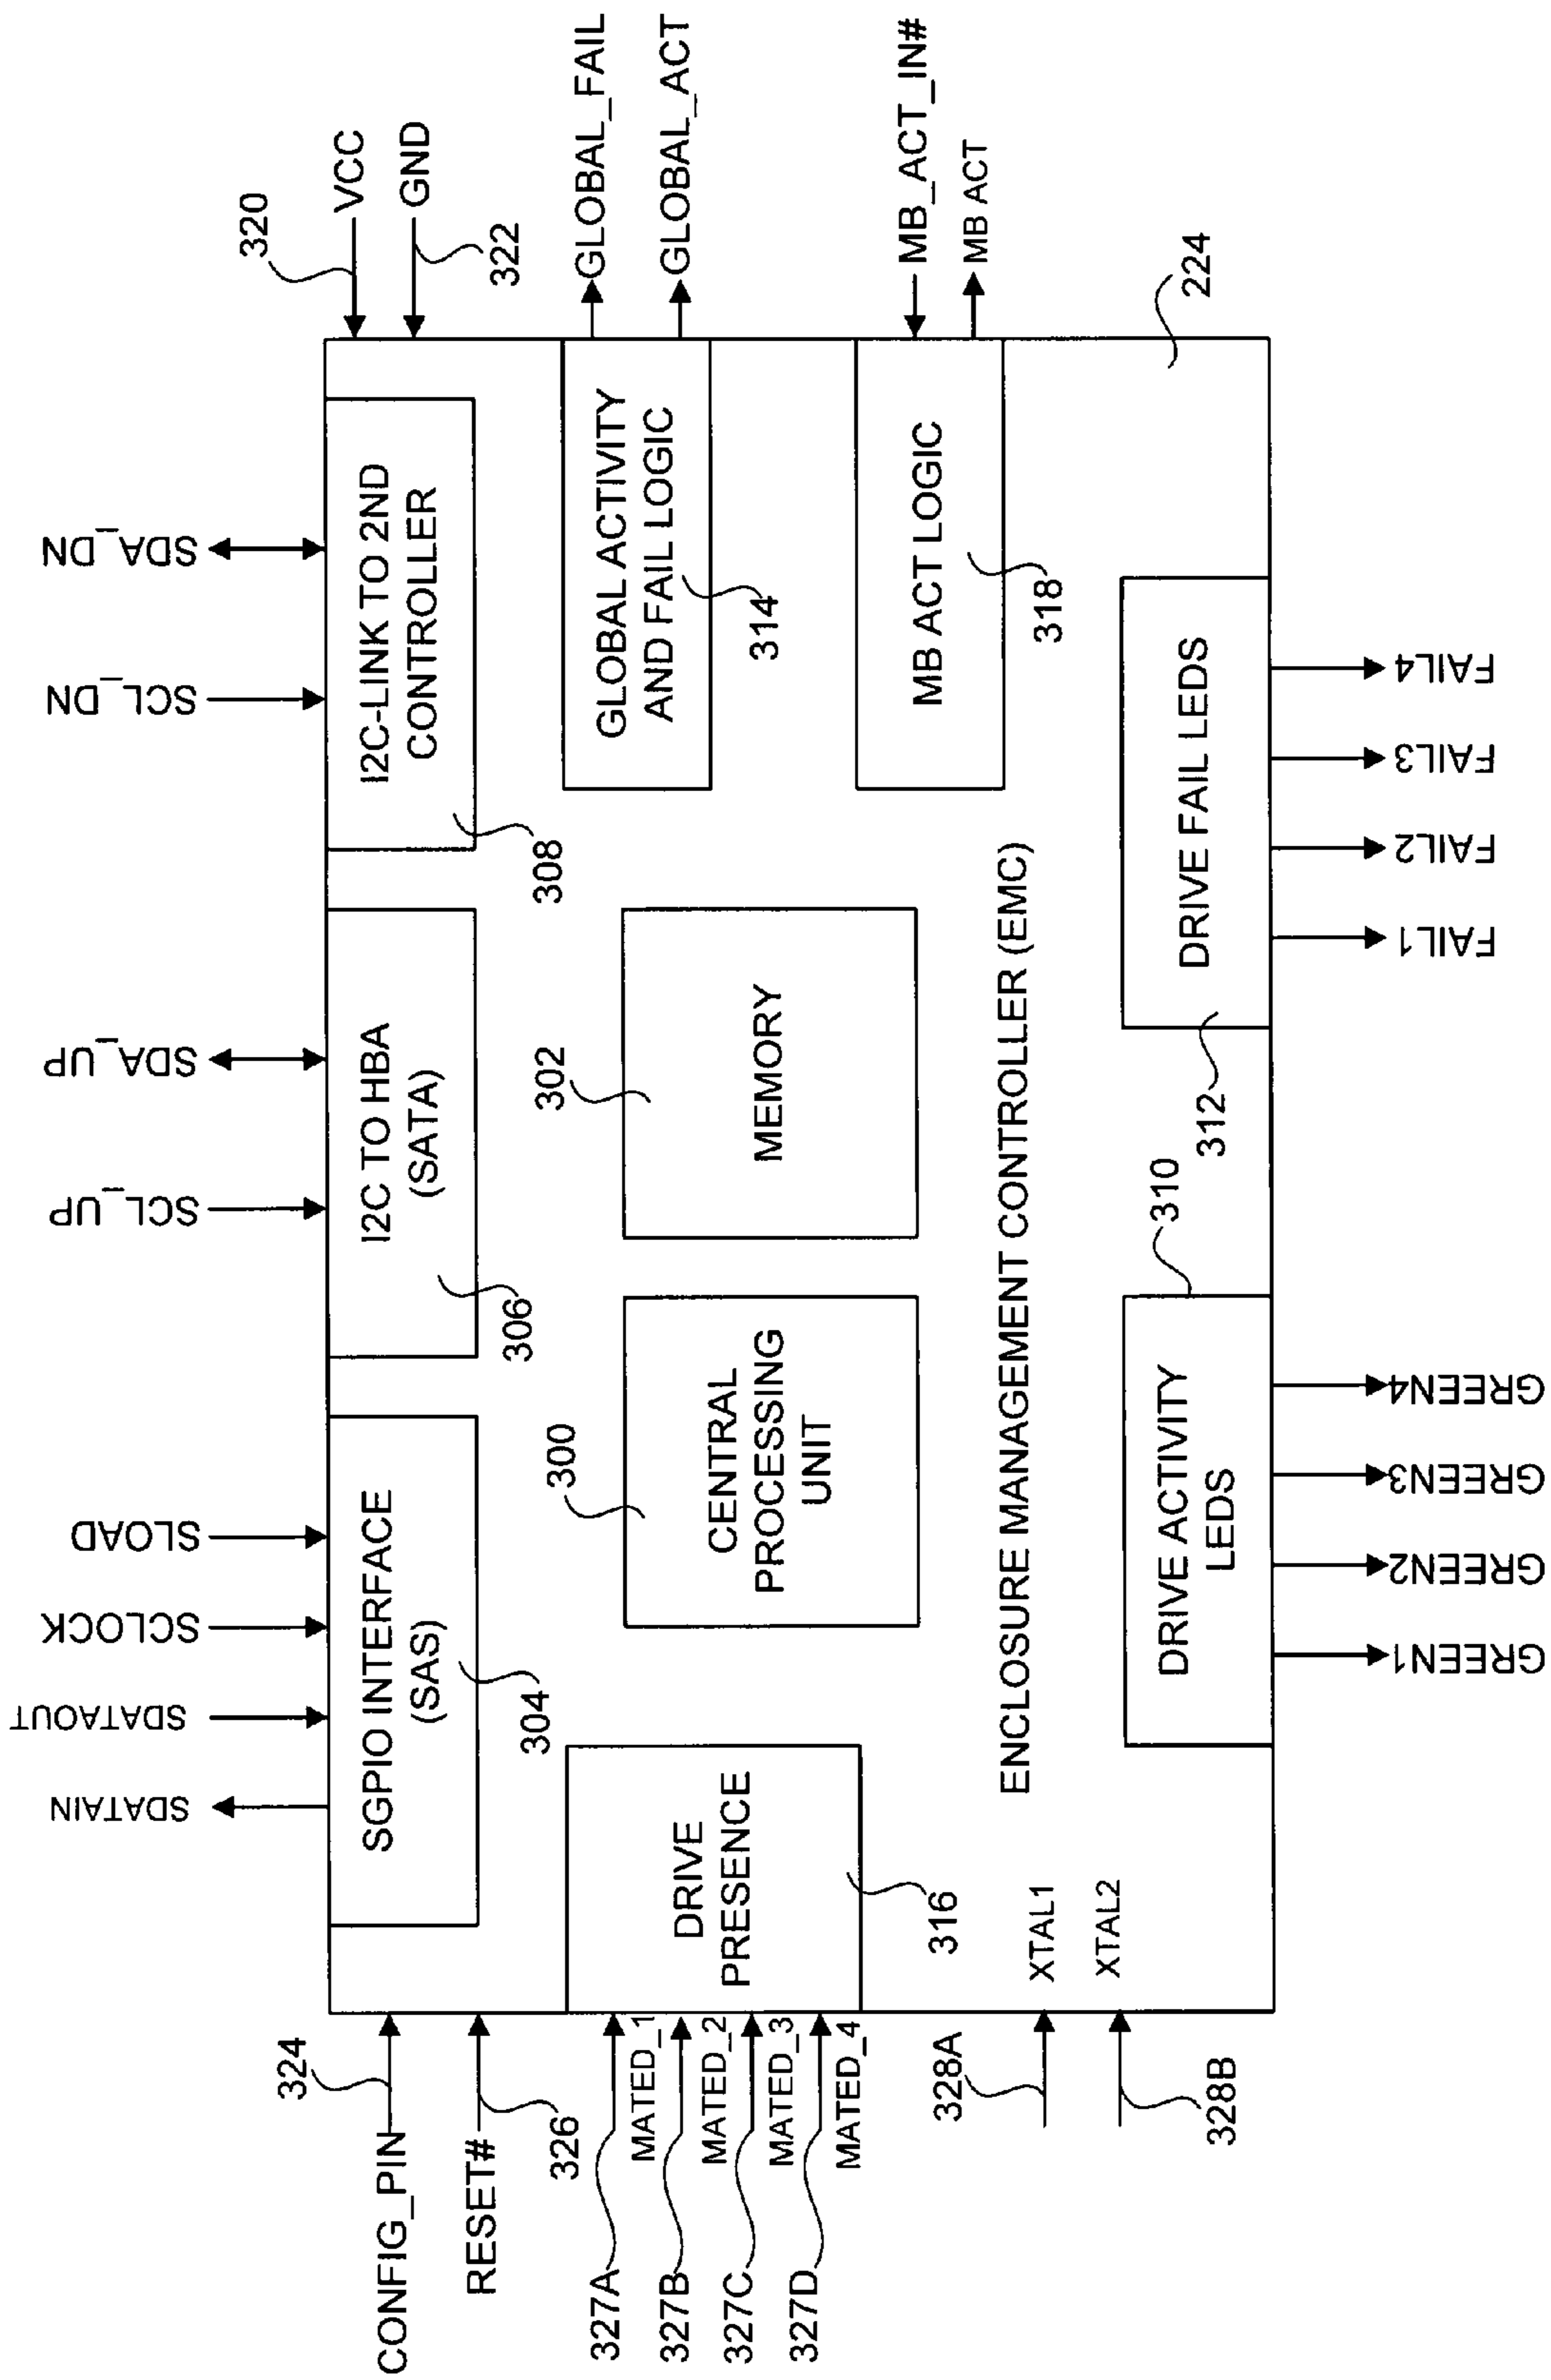 SDATAIN
SDATAOUT
SCLOCK
SLOAD
SCL_UP
SDA_UP
SCL_DN
SDA_DN
324
CONFIG_PIN
RESET#
326
320
VCC
GND
322
SGPIO INTERFACE
(SAS)
304
I2C TO HBA
(SATA)
306
I2C-LINK TO 2ND
CONTROLLER
308
327A
MATED_1
327B
MATED_2
327C
MATED_3
327D
MATED_4
DRIVE
PRESENCE
316
300
CENTRAL
PROCESSING
UNIT
302
MEMORY
GLOBAL ACTIVITY
AND FAIL LOGIC
314
GLOBAL_FAIL
GLOBAL_ACT
MB ACT LOGIC
318
MB_ACT_IN#
MB ACT
ENCLOSURE MANAGEMENT CONTROLLER (EMC)
328A
XTAL1
328B
XTAL2
DRIVE ACTIVITY
LEDS
310
312
DRIVE FAIL LEDS
224
GREEN1
GREEN2
GREEN3
GREEN4
FAIL1
FAIL2
FAIL3
FAIL4